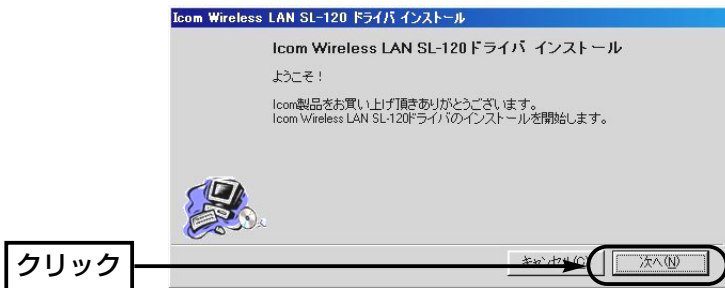 Icom Wireless LAN SL-120 ドライバ インストール
Icom Wireless LAN SL-120ドライバ インストール
ようこそ！
Icom製品をお買い上げ頂きありがとうございます。
Icom Wireless LAN SL-120ドライバのインストールを開始します。
クリック
キャンセル(C)
次へ(N)